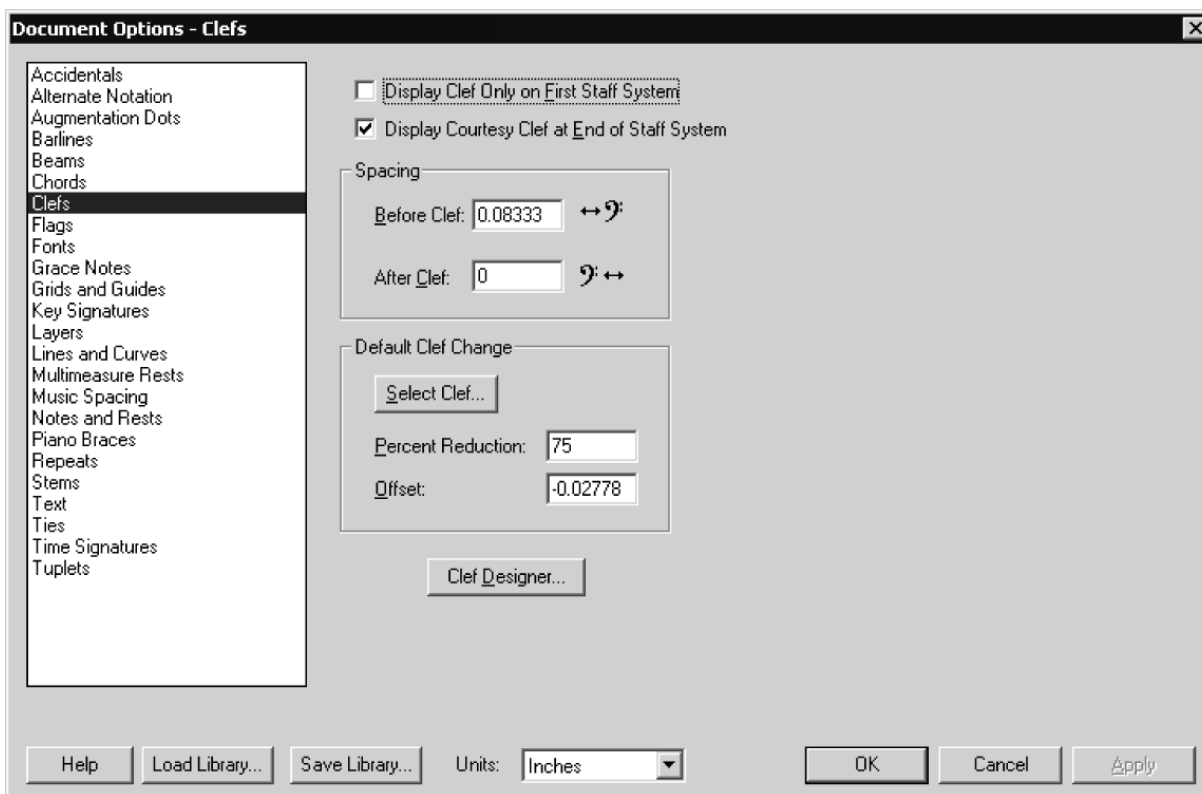 Document Options - Clefs
Accidentals
Alternate Notation
Augmentation Dots
Barlines
Beams
Chords
Clefs
Flags
Fonts
Grace Notes
Grids and Guides
Key Signatures
Layers
Lines and Curves
Multimeasure Rests
Music Spacing
Notes and Rests
Piano Braces
Repeats
Stems
Text
Ties
Time Signatures
Tuplets
Display Clef Only on First Staff System
Display Courtesy Clef at End of Staff System
Spacing
Before Clef: 0.08333
After Clef: 0
Default Clef Change
Select Clef...
Percent Reduction: 75
Offset: -0.02778
Clef Designer...
Help Load Library... Save Library... Units: Inches OK Cancel Apply